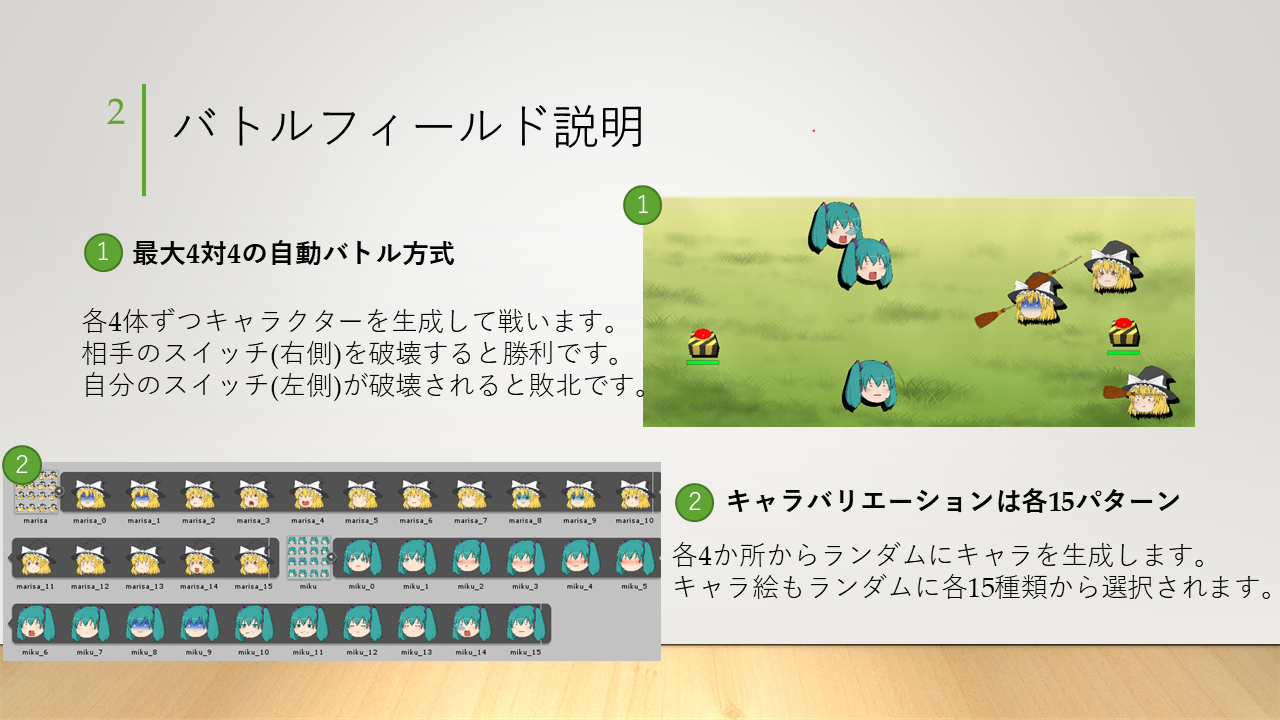 2
バトルフィールド説明
1
1 最大4対4の自動バトル方式
各4体ずつキャラクターを生成して戦います。
相手のスイッチ(右側)を破壊すると勝利です。
自分のスイッチ(左側)が破壊されると敗北です。
2
marisa marisa_0 marisa_1 marisa_2 marisa_3 marisa_4 marisa_5 marisa_6 marisa_7 marisa_8 marisa_9 marisa_10
marisa_11 marisa_12 marisa_13 marisa_14 marisa_15 miku miku_0 miku_1 miku_2 miku_3 miku_4 miku_5
miku_6 miku_7 miku_8 miku_9 miku_10 miku_11 miku_12 miku_13 miku_14 miku_15
2 キャラバリエーションは各15パターン
各4か所からランダムにキャラを生成します。
キャラ絵もランダムに各15種類から選択されます。